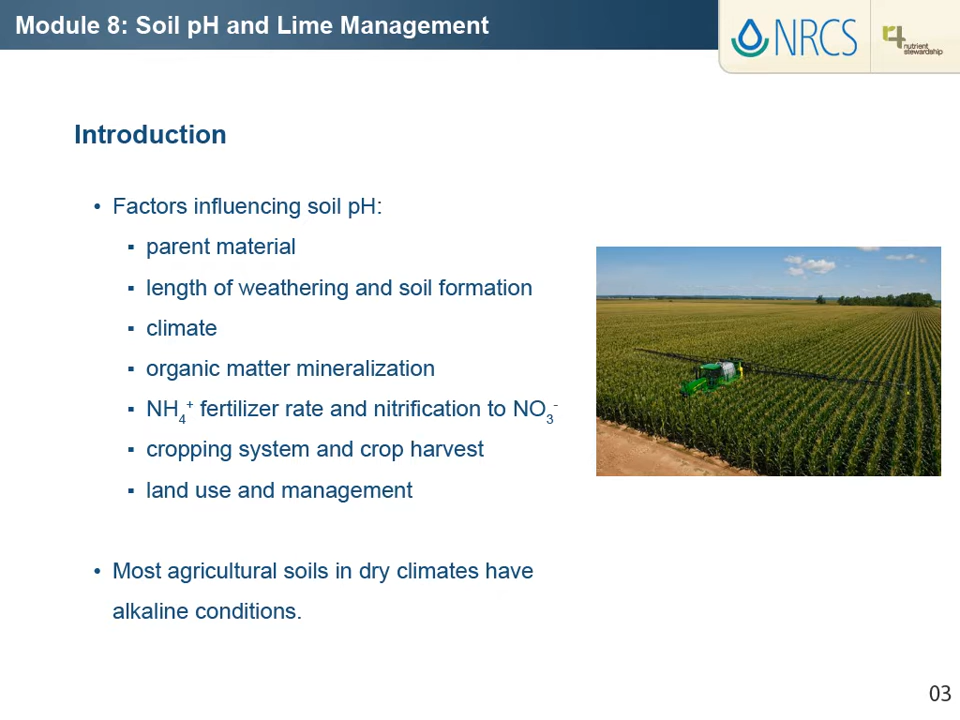 Module 8: Soil pH and Lime Management
NRCS
r4 nutrient
stewardship
Introduction
• Factors influencing soil pH:
▪ parent material
▪ length of weathering and soil formation
▪ climate
▪ organic matter mineralization
▪ NH₄⁺ fertilizer rate and nitrification to NO₃⁻
▪ cropping system and crop harvest
▪ land use and management
• Most agricultural soils in dry climates have
alkaline conditions.
03